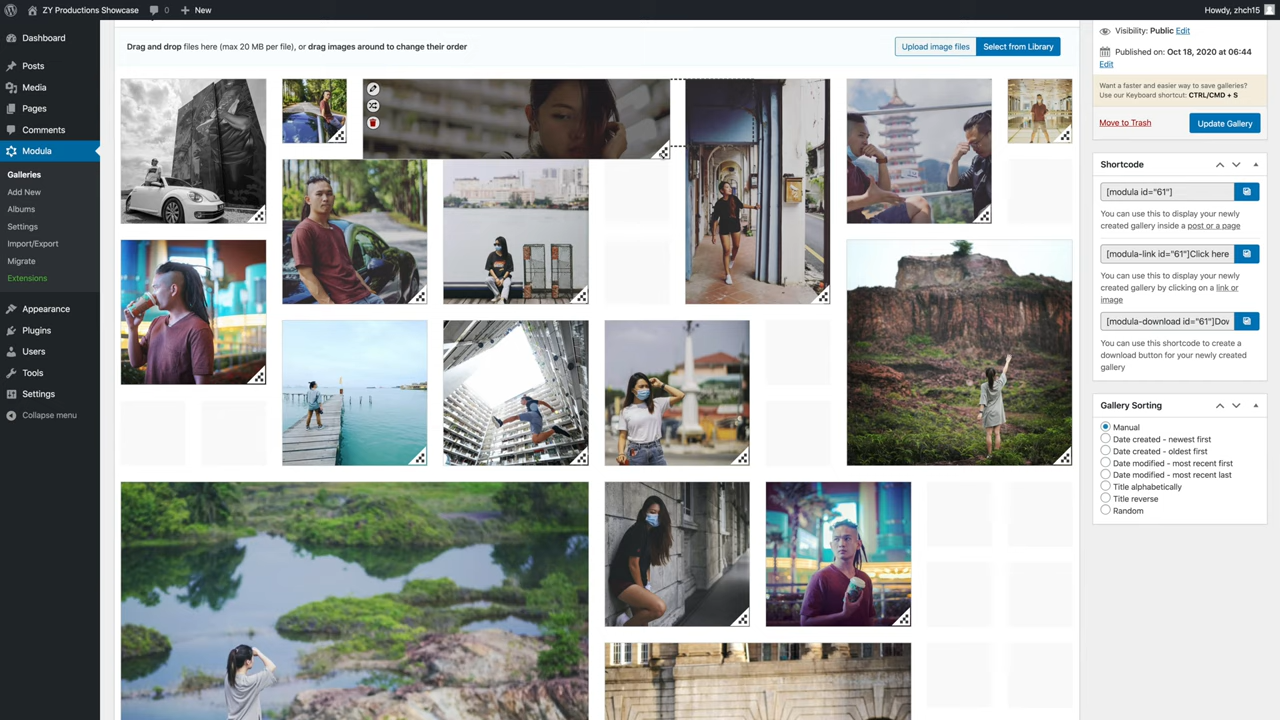 ZY Productions Showcase
0
New
Howdy, zhch15
Dashboard
Posts
Media
Pages
Comments
Modula
Galleries
Add New
Albums
Settings
Import/Export
Migrate
Extensions
Appearance
Plugins
Users
Tools
Settings
Collapse menu
Drag and drop files here (max 20 MB per file), or drag images around to change their order
Upload image files
Select from Library
Visibility: Public Edit
Published on: Oct 18, 2020 at 06:44
Edit
Want a faster and easier way to save galleries?
Use our Keyboard shortcut: CTRL/CMD + S
Move to Trash
Update Gallery
Shortcode
[modula id="61"]
You can use this to display your newly
created gallery inside a post or a page
[modula-link id="61"]Click here
You can use this to display your newly
created gallery by clicking on a link or
image
[modula-download id="61"]Dov
You can use this shortcode to create a
download button for your newly created
gallery
Gallery Sorting
Manual
Date created - newest first
Date created - oldest first
Date modified - most recent first
Date modified - most recent last
Title alphabetically
Title reverse
Random